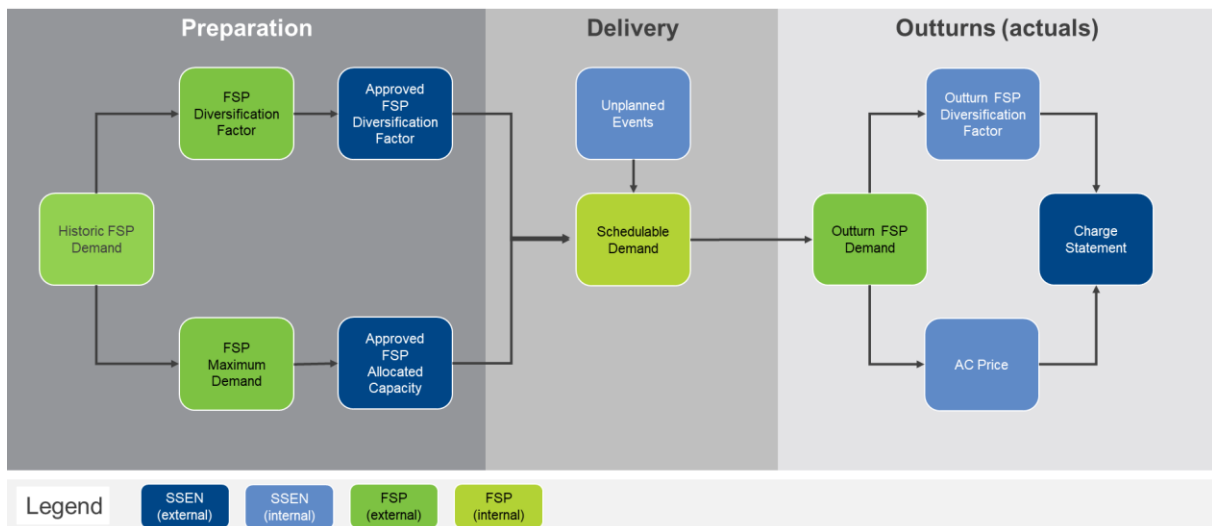 Preparation
Delivery
Outturns (actuals)
FSP
Diversification
Factor
Approved
FSP
Diversification
Factor
Unplanned
Events
Outturn FSP
Diversification
Factor
Historic FSP
Demand
Schedulable
Demand
Outturn FSP
Demand
Charge
Statement
FSP
Maximum
Demand
Approved
FSP
Allocated
Capacity
AC Price
Legend
SSEN
(external)
SSEN
(internal)
FSP
(external)
FSP
(internal)